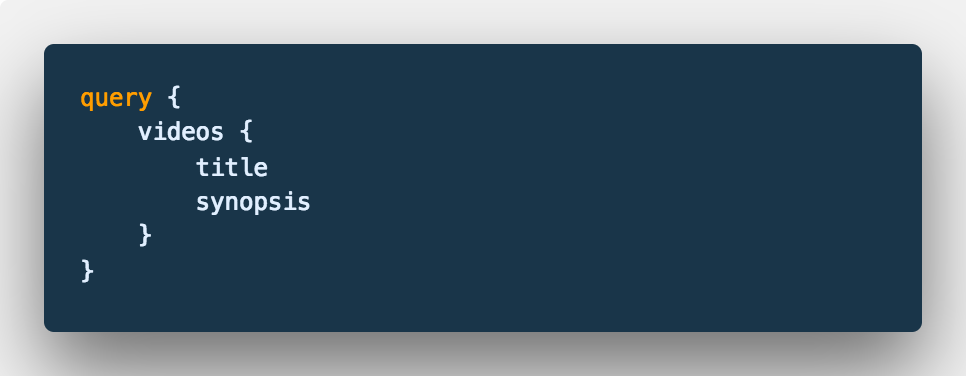 query {
    videos {
        title
        synopsis
    }
}